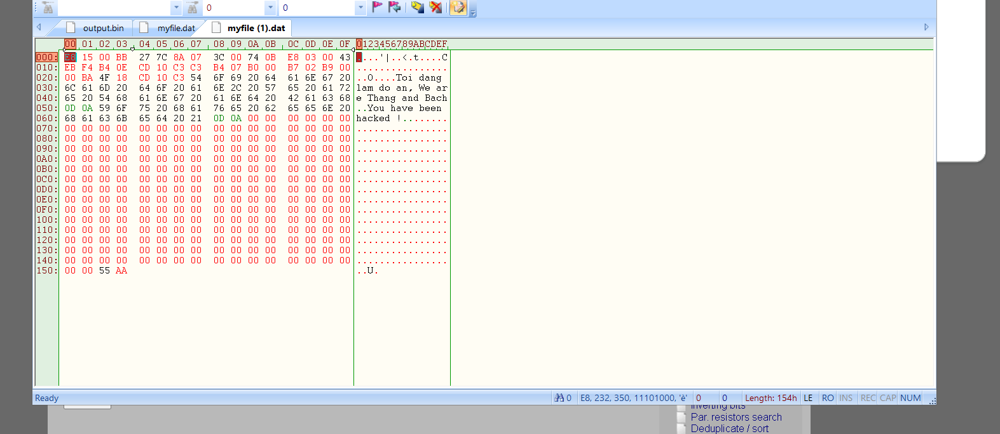 0 0
output.bin myfile.dat myfile (1).dat
00 01 02 03 04 05 06 07 08 09 0A 0B 0C 0D 0E 0F 0123456789ABCDEF
000: E8 15 00 BB 27 7C 8A 07 3C 00 74 0B E8 03 00 43 ....'|..<.t....C
010: EB F4 B4 0E CD 10 C3 C3 B4 07 B0 00 B7 02 B9 00 ................
020: 00 BA 4F 18 CD 10 C3 54 6F 69 20 64 61 6E 67 20 ..O....Toi dang
030: 6C 61 6D 20 64 6F 20 61 6E 2C 20 57 65 20 61 72 lam do an, We ar
040: 65 20 54 68 61 6E 67 20 61 6E 64 20 42 61 63 68 e Thang and Bach
050: 0D 0A 59 6F 75 20 68 61 76 65 20 62 65 65 6E 20 ..You have been
060: 68 61 63 6B 65 64 20 21 0D 0A 00 00 00 00 00 00 hacked !........
070: 00 00 00 00 00 00 00 00 00 00 00 00 00 00 00 00 ................
080: 00 00 00 00 00 00 00 00 00 00 00 00 00 00 00 00 ................
090: 00 00 00 00 00 00 00 00 00 00 00 00 00 00 00 00 ................
0A0: 00 00 00 00 00 00 00 00 00 00 00 00 00 00 00 00 ................
0B0: 00 00 00 00 00 00 00 00 00 00 00 00 00 00 00 00 ................
0C0: 00 00 00 00 00 00 00 00 00 00 00 00 00 00 00 00 ................
0D0: 00 00 00 00 00 00 00 00 00 00 00 00 00 00 00 00 ................
0E0: 00 00 00 00 00 00 00 00 00 00 00 00 00 00 00 00 ................
0F0: 00 00 00 00 00 00 00 00 00 00 00 00 00 00 00 00 ................
100: 00 00 00 00 00 00 00 00 00 00 00 00 00 00 00 00 ................
110: 00 00 00 00 00 00 00 00 00 00 00 00 00 00 00 00 ................
120: 00 00 00 00 00 00 00 00 00 00 00 00 00 00 00 00 ................
130: 00 00 00 00 00 00 00 00 00 00 00 00 00 00 00 00 ................
140: 00 00 00 00 00 00 00 00 00 00 00 00 00 00 00 00 ................
150: 00 00 55 AA ..U.
Ready 0 E8, 232, 350, 11101000, 'è' 0 0 Length: 154h LE RO INS REC CAP NUM
Inverting bits
Par. resistors search
Deduplicate / sort